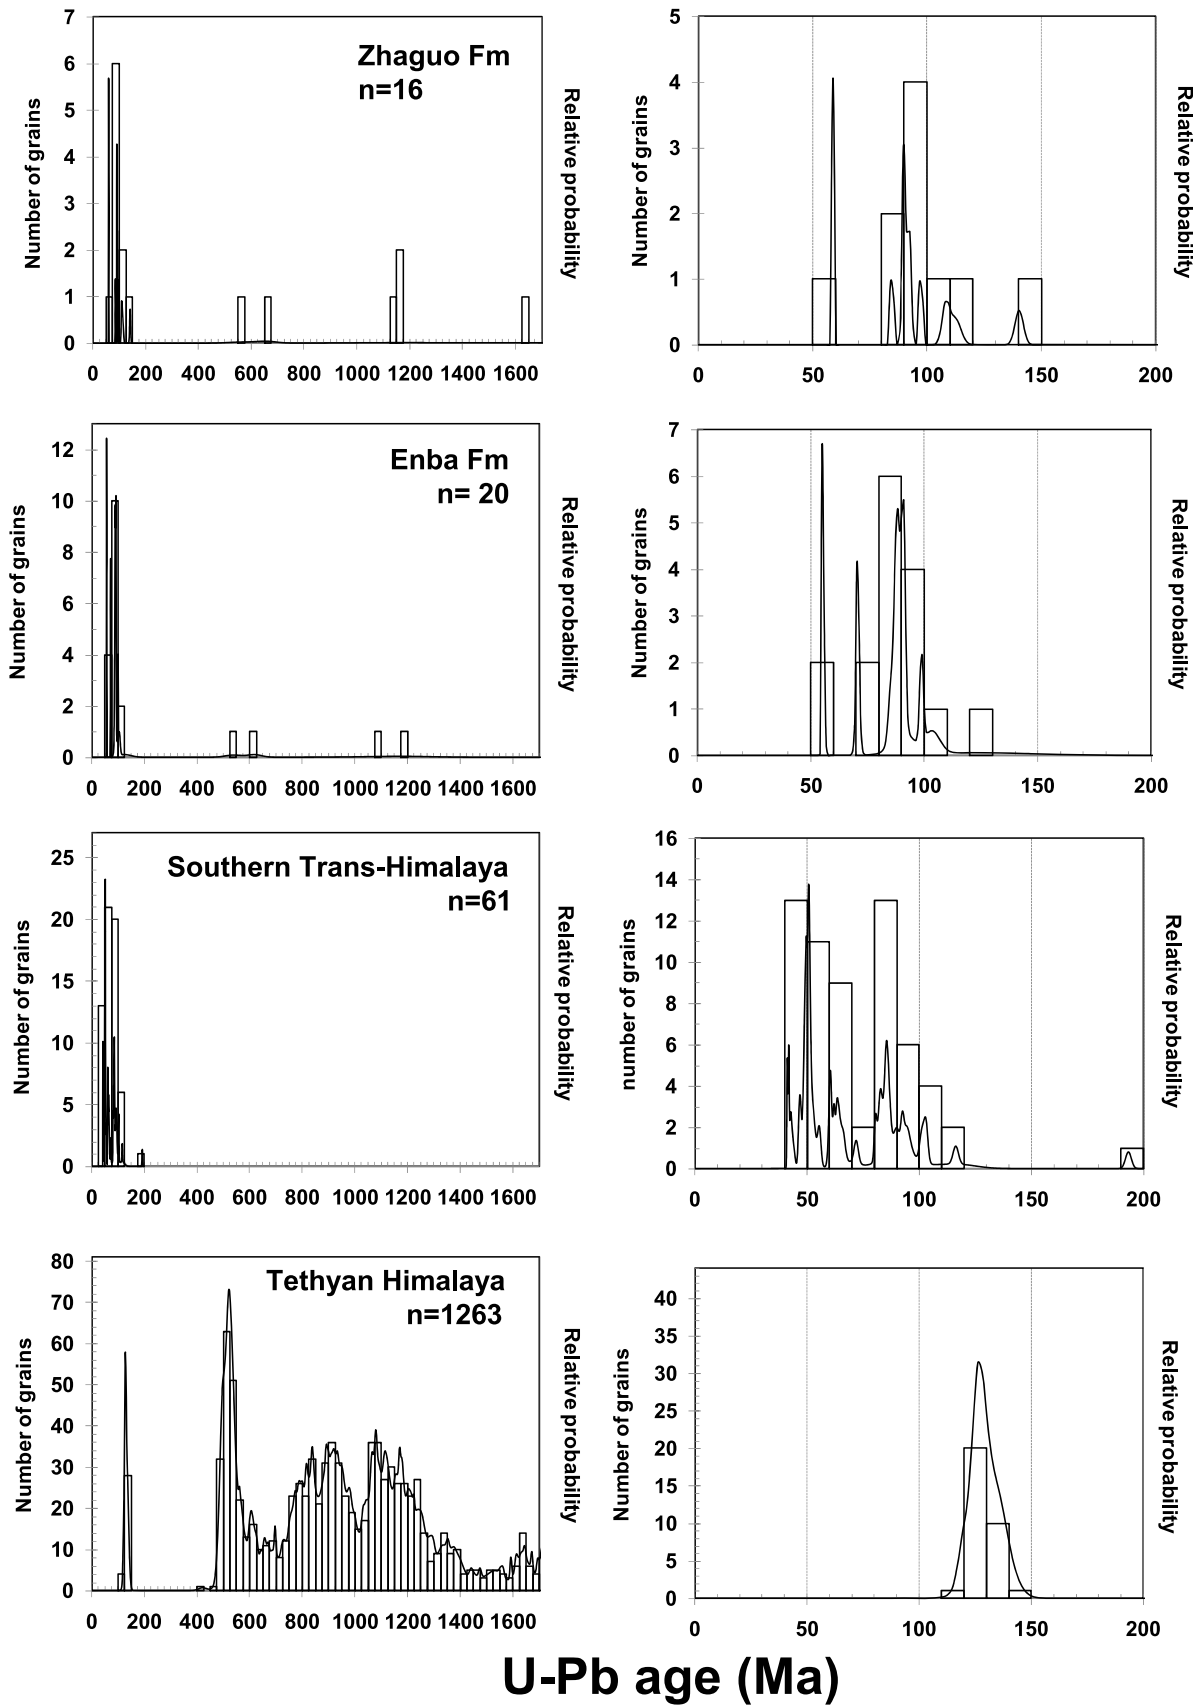 Zhaguo Fm
n=16
Number of grains
Relative probability
7
6
5
4
3
2
1
0
0 200 400 600 800 1000 1200 1400 1600
Number of grains
Relative probability
5
4
3
2
1
0
0 50 100 150 200
Enba Fm
n= 20
Number of grains
Relative probability
12
10
8
6
4
2
0
0 200 400 600 800 1000 1200 1400 1600
Number of grains
Relative probability
7
6
5
4
3
2
1
0
0 50 100 150 200
Southern Trans-Himalaya
n=61
Number of grains
Relative probability
25
20
15
10
5
0
0 200 400 600 800 1000 1200 1400 1600
number of grains
Relative probability
16
14
12
10
8
6
4
2
0
0 50 100 150 200
Tethyan Himalaya
n=1263
Number of grains
Relative probability
80
70
60
50
40
30
20
10
0
0 200 400 600 800 1000 1200 1400 1600
Number of grains
Relative probability
40
35
30
25
20
15
10
5
0
0 50 100 150 200
U-Pb age (Ma)